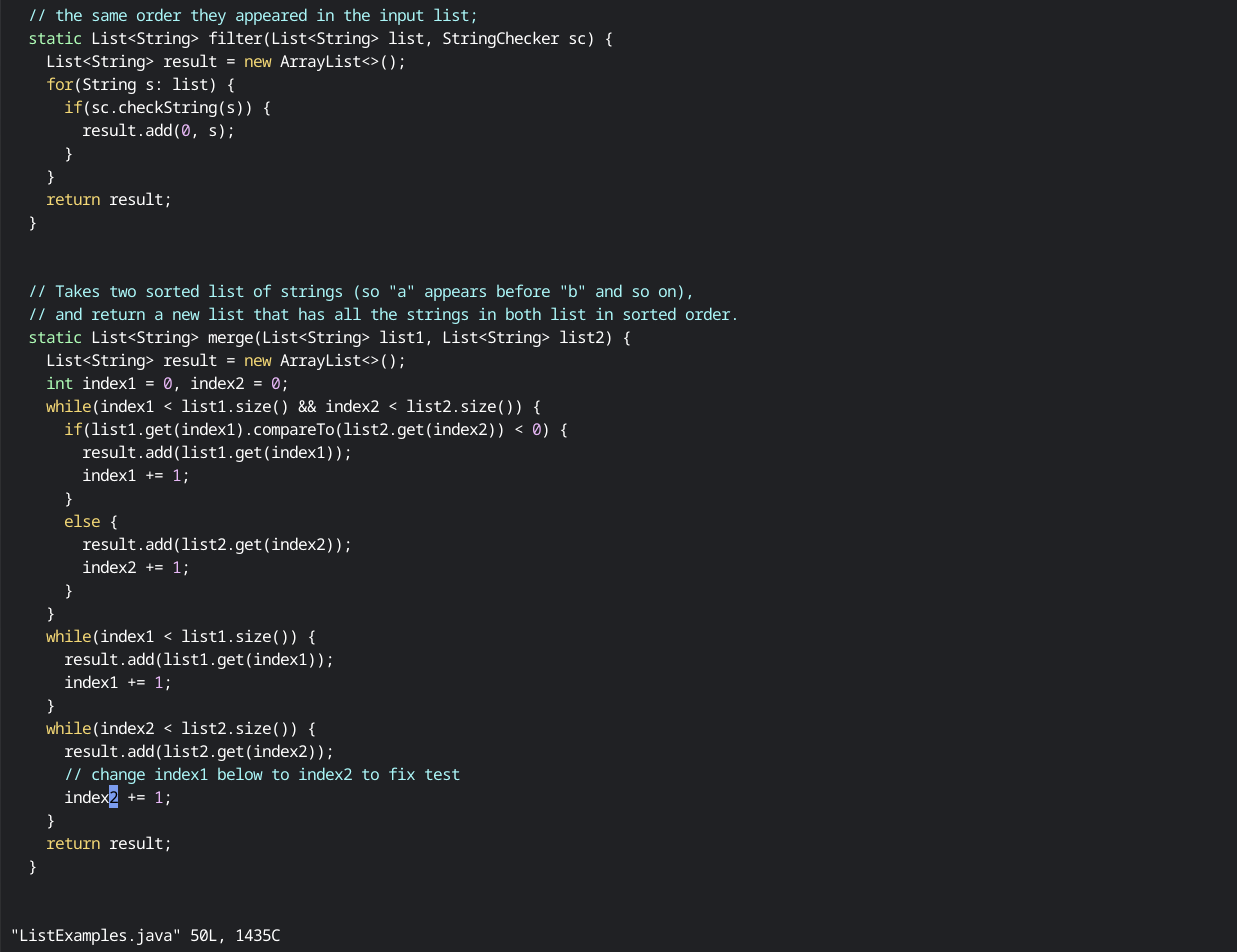 // the same order they appeared in the input list;
static List<String> filter(List<String> list, StringChecker sc) {
List<String> result = new ArrayList<>();
for(String s: list) {
if(sc.checkString(s)) {
result.add(0, s);
}
}
return result;
}
// Takes two sorted list of strings (so "a" appears before "b" and so on),
// and return a new list that has all the strings in both list in sorted order.
static List<String> merge(List<String> list1, List<String> list2) {
List<String> result = new ArrayList<>();
int index1 = 0, index2 = 0;
while(index1 < list1.size() && index2 < list2.size()) {
if(list1.get(index1).compareTo(list2.get(index2)) < 0) {
result.add(list1.get(index1));
index1 += 1;
}
else {
result.add(list2.get(index2));
index2 += 1;
}
}
while(index1 < list1.size()) {
result.add(list1.get(index1));
index1 += 1;
}
while(index2 < list2.size()) {
result.add(list2.get(index2));
// change index1 below to index2 to fix test
index2 += 1;
}
return result;
}
"ListExamples.java" 50L, 1435C